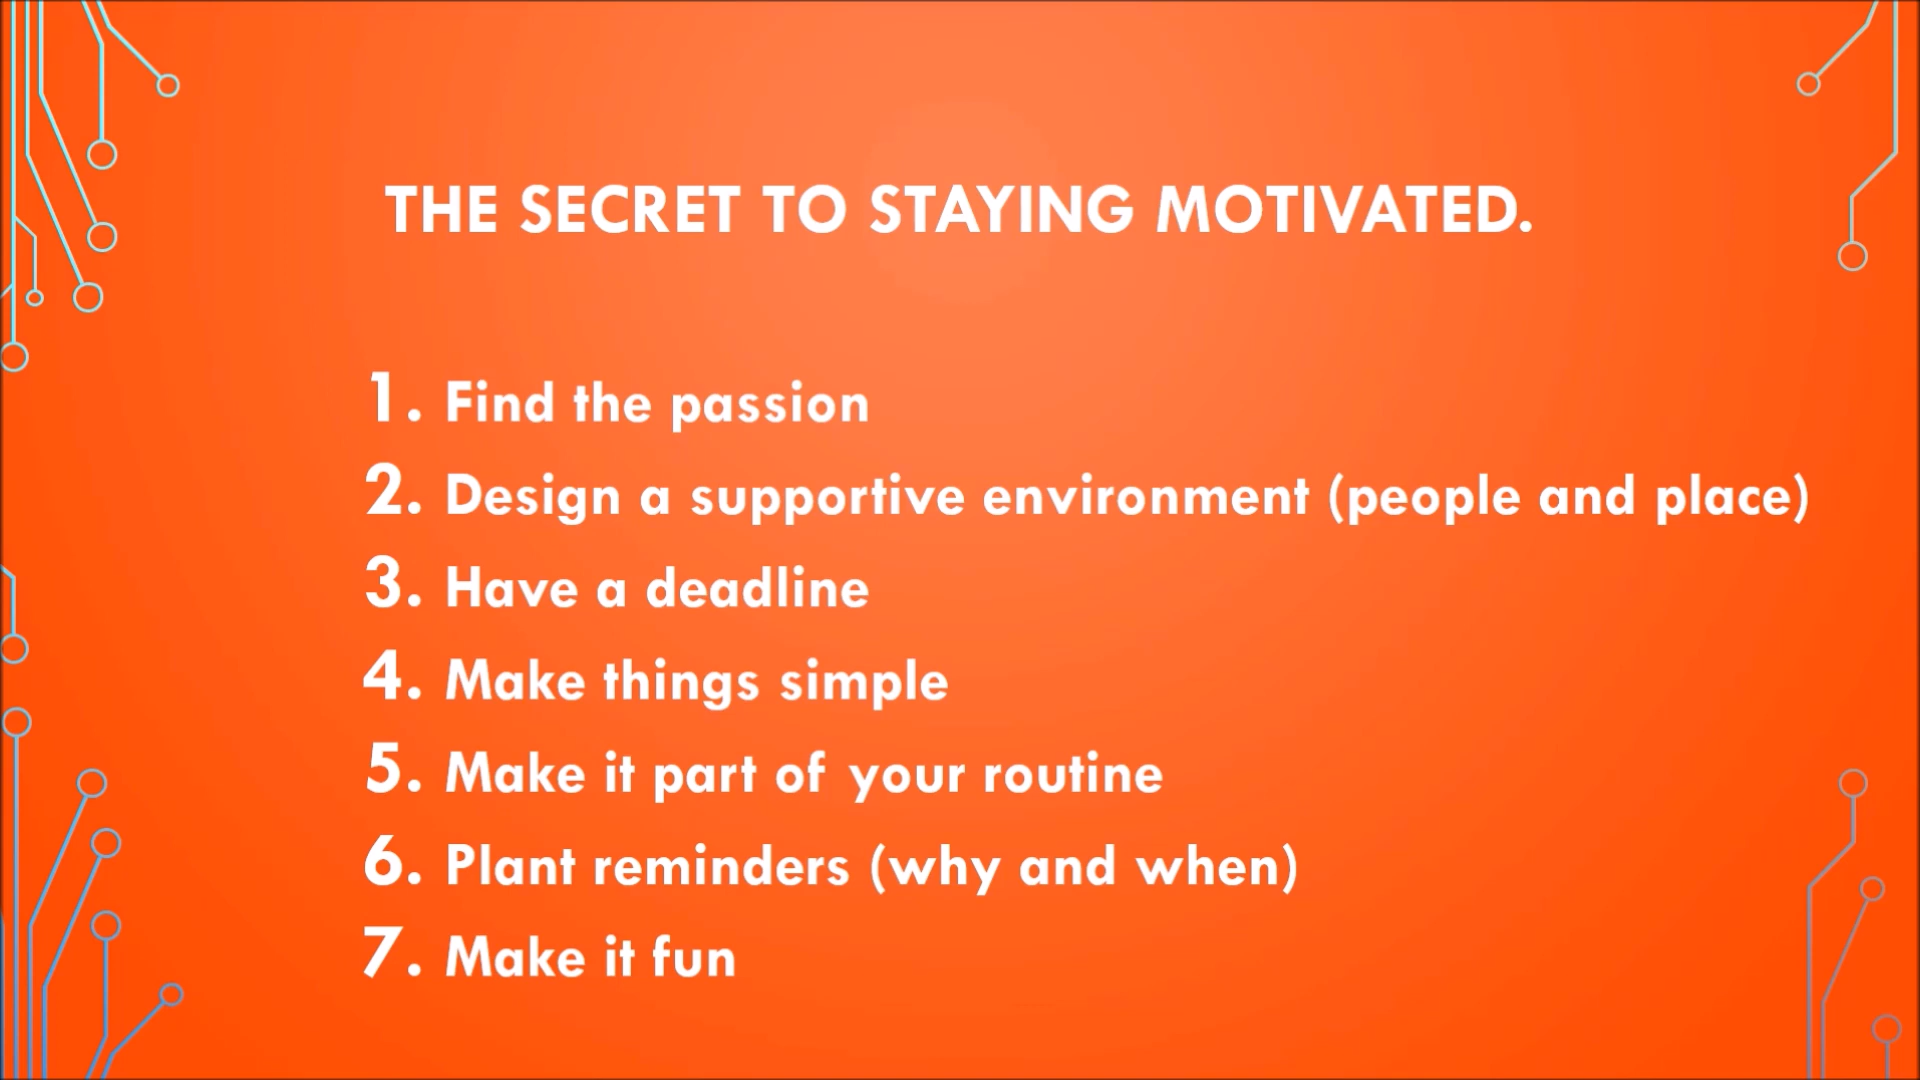 THE SECRET TO STAYING MOTIVATED.
1. Find the passion
2. Design a supportive environment (people and place)
3. Have a deadline
4. Make things simple
5. Make it part of your routine
6. Plant reminders (why and when)
7. Make it fun